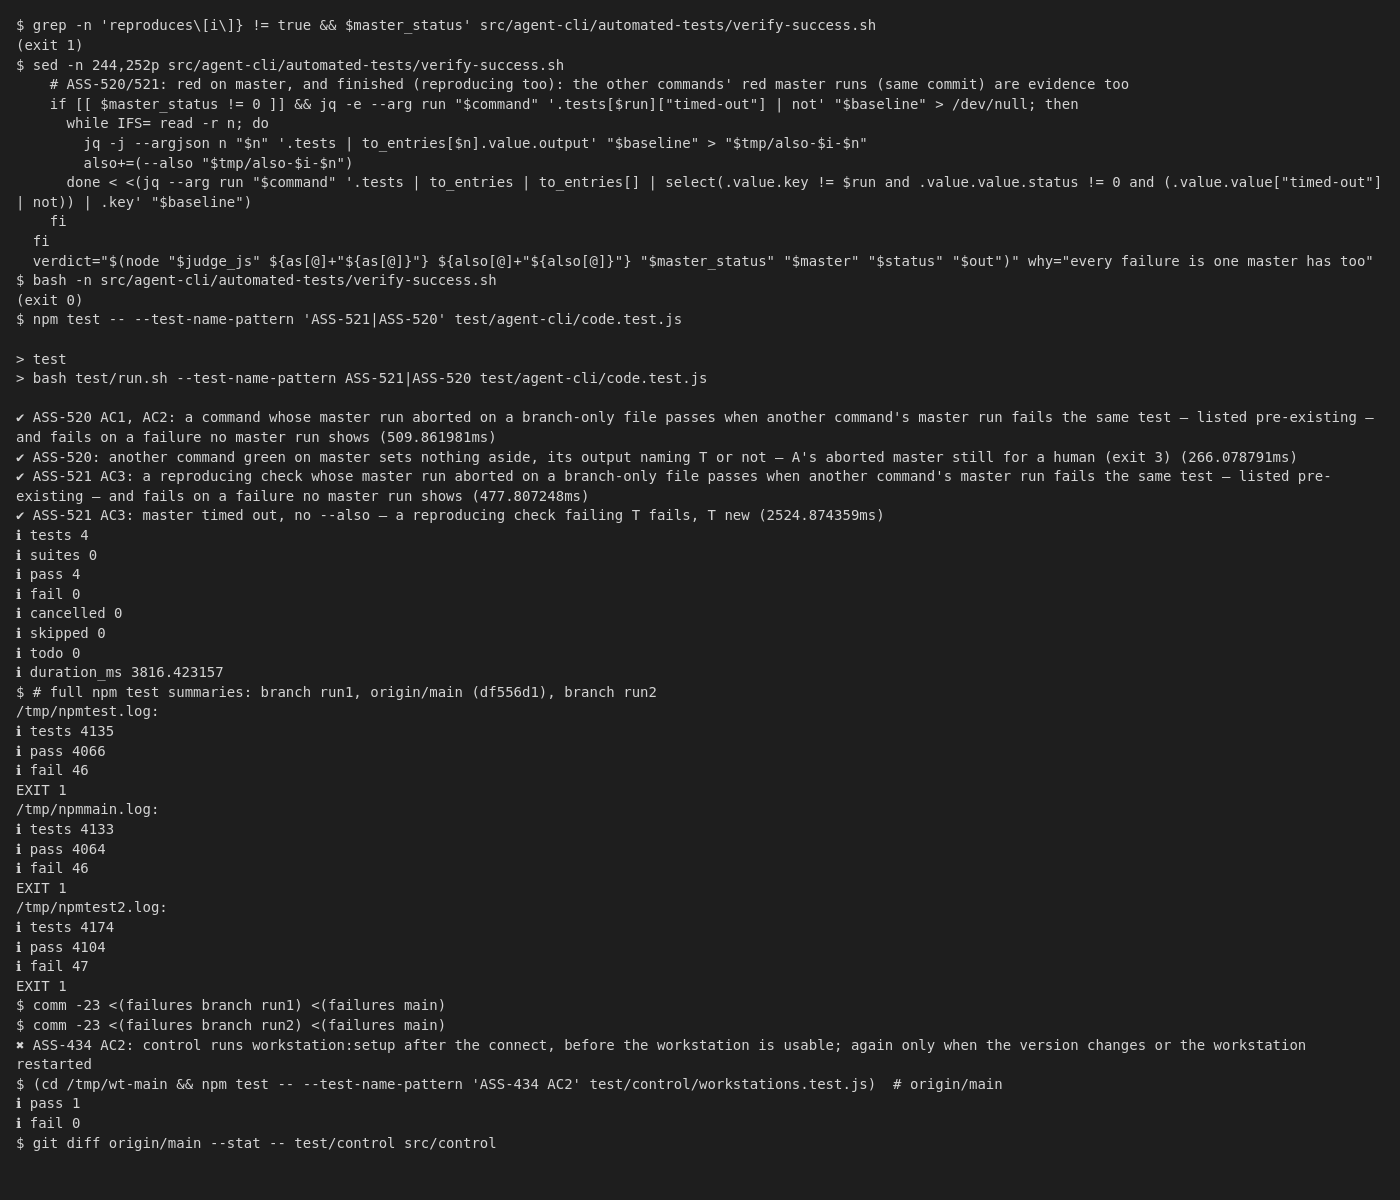 $ grep -n 'reproduces\[i\]} != true && $master_status' src/agent-cli/automated-tests/verify-success.sh
(exit 1)
$ sed -n 244,252p src/agent-cli/automated-tests/verify-success.sh
    # ASS-520/521: red on master, and finished (reproducing too): the other commands' red master runs (same commit) are evidence too
    if [[ $master_status != 0 ]] && jq -e --arg run "$command" '.tests[$run]["timed-out"] | not' "$baseline" > /dev/null; then
      while IFS= read -r n; do
        jq -j --argjson n "$n" '.tests | to_entries[$n].value.output' "$baseline" > "$tmp/also-$i-$n"
        also+=(--also "$tmp/also-$i-$n")
      done < <(jq --arg run "$command" '.tests | to_entries | to_entries[] | select(.value.key != $run and .value.value.status != 0 and (.value.value["timed-out"]
| not)) | .key' "$baseline")
    fi
  fi
  verdict="$(node "$judge_js" ${as[@]+"${as[@]}"} ${also[@]+"${also[@]}"} "$master_status" "$master" "$status" "$out")" why="every failure is one master has too"
$ bash -n src/agent-cli/automated-tests/verify-success.sh
(exit 0)
$ npm test -- --test-name-pattern 'ASS-521|ASS-520' test/agent-cli/code.test.js

> test
> bash test/run.sh --test-name-pattern ASS-521|ASS-520 test/agent-cli/code.test.js

✔ ASS-520 AC1, AC2: a command whose master run aborted on a branch-only file passes when another command's master run fails the same test — listed pre-existing —
and fails on a failure no master run shows (509.861981ms)
✔ ASS-520: another command green on master sets nothing aside, its output naming T or not — A's aborted master still for a human (exit 3) (266.078791ms)
✔ ASS-521 AC3: a reproducing check whose master run aborted on a branch-only file passes when another command's master run fails the same test — listed pre-
existing — and fails on a failure no master run shows (477.807248ms)
✔ ASS-521 AC3: master timed out, no --also — a reproducing check failing T fails, T new (2524.874359ms)
ℹ tests 4
ℹ suites 0
ℹ pass 4
ℹ fail 0
ℹ cancelled 0
ℹ skipped 0
ℹ todo 0
ℹ duration_ms 3816.423157
$ # full npm test summaries: branch run1, origin/main (df556d1), branch run2
/tmp/npmtest.log:
ℹ tests 4135
ℹ pass 4066
ℹ fail 46
EXIT 1
/tmp/npmmain.log:
ℹ tests 4133
ℹ pass 4064
ℹ fail 46
EXIT 1
/tmp/npmtest2.log:
ℹ tests 4174
ℹ pass 4104
ℹ fail 47
EXIT 1
$ comm -23 <(failures branch run1) <(failures main)
$ comm -23 <(failures branch run2) <(failures main)
✖ ASS-434 AC2: control runs workstation:setup after the connect, before the workstation is usable; again only when the version changes or the workstation
restarted
$ (cd /tmp/wt-main && npm test -- --test-name-pattern 'ASS-434 AC2' test/control/workstations.test.js)  # origin/main
ℹ pass 1
ℹ fail 0
$ git diff origin/main --stat -- test/control src/control